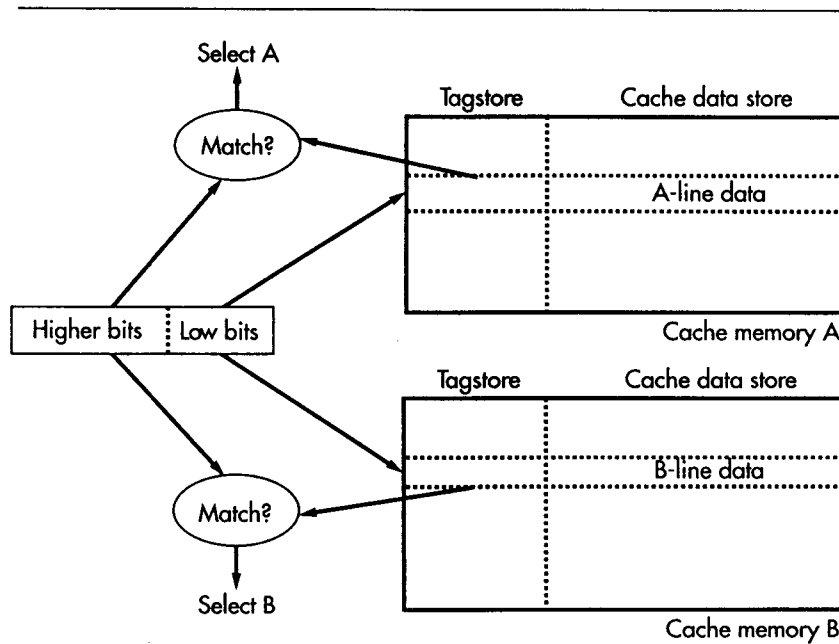 Select A
Tagstore Cache data store
Match?
A-line data
Higher bits Low bits
Cache memory A
Tagstore Cache data store
B-line data
Match?
Select B
Cache memory B